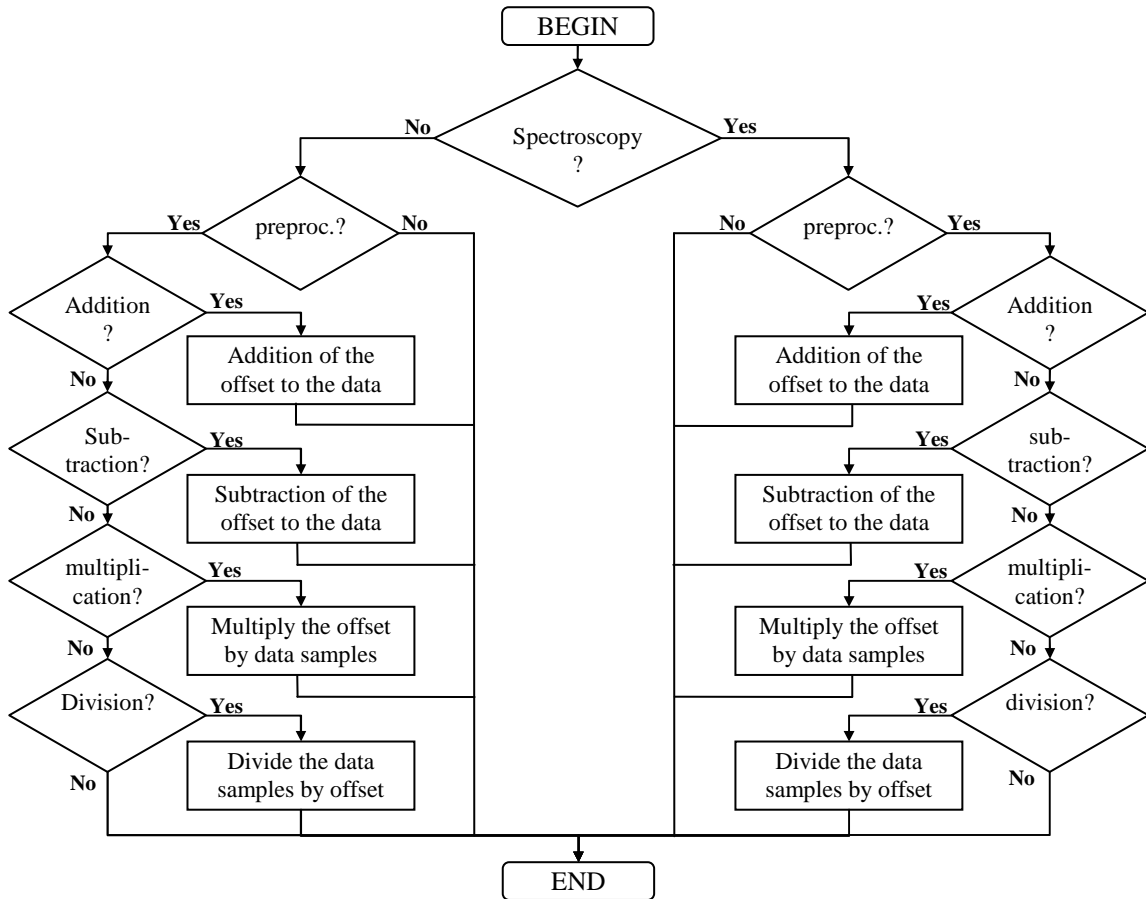 BEGIN
No
Yes
Spectroscopy
?
Yes
preproc.?
No
No
preproc.?
Yes
Addition
?
Yes
Yes
Addition
?
Addition of the
offset to the data
Addition of the
offset to the data
No
No
Sub-
traction?
Yes
Yes
sub-
traction?
Subtraction of the
offset to the data
Subtraction of the
offset to the data
No
No
multipli-
cation?
Yes
Yes
multipli-
cation?
Multiply the offset
by data samples
Multiply the offset
by data samples
No
No
Division?
Yes
Yes
division?
Divide the data
samples by offset
Divide the data
samples by offset
No
No
END